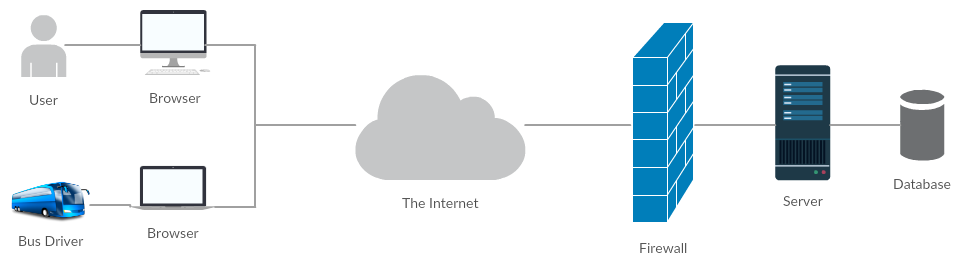 User
Browser
Bus Driver
Browser
The Internet
Firewall
Server
Database